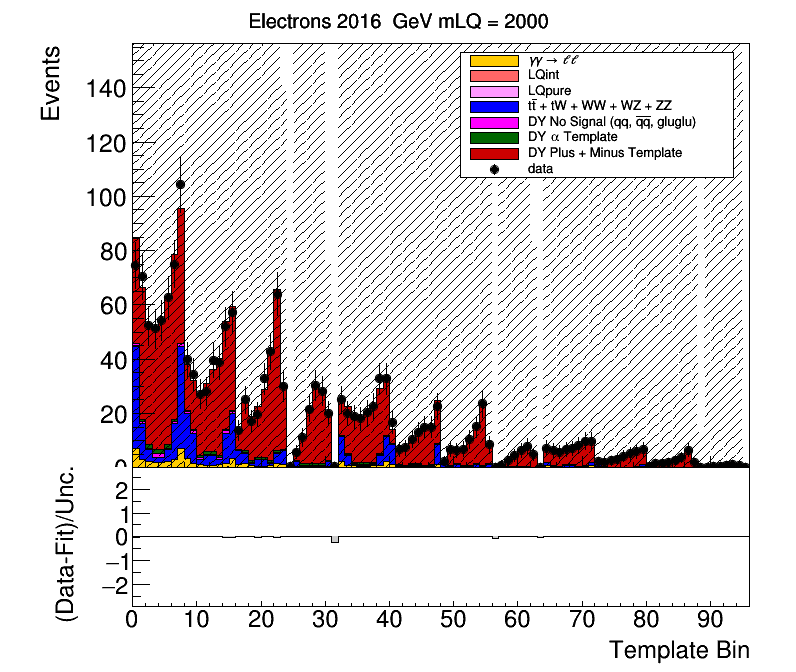 Electrons 2016 GeV mLQ = 2000
Events
140
120
100
80
60
40
20
0
γγ → ℓℓ
LQint
LQpure
tt̅ + tW + WW + WZ + ZZ
DY No Signal (qq, q̅q̅, gluglu)
DY α Template
DY Plus + Minus Template
data
(Data-Fit)/Unc.
2
1
0
−1
−2
0 10 20 30 40 50 60 70 80 90
Template Bin